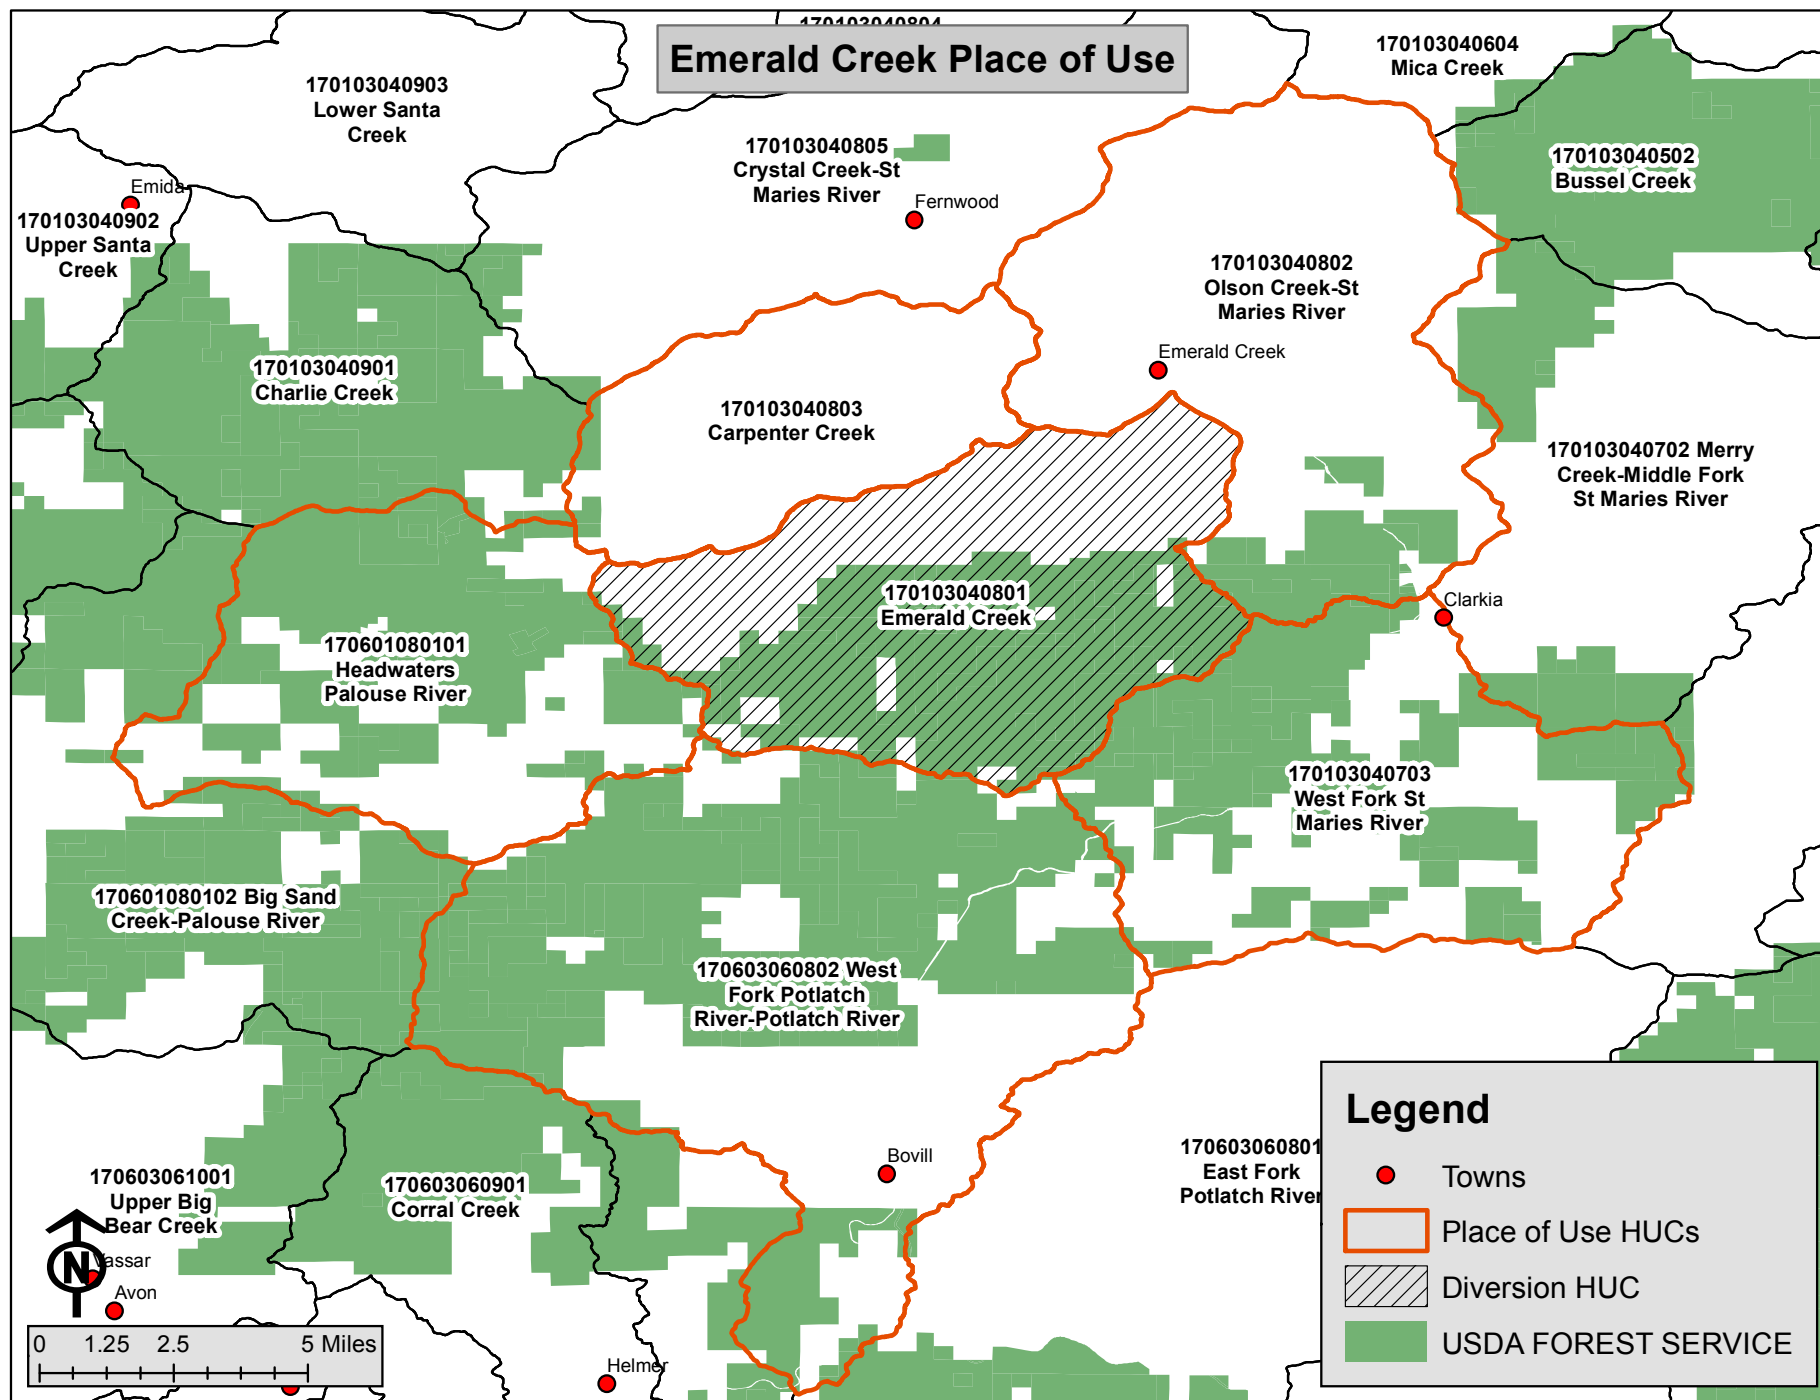 170103040804
Emerald Creek Place of Use
170103040604
Mica Creek
170103040903
Lower Santa
Creek
170103040805
Crystal Creek-St
Maries River
170103040502
Bussel Creek
Emida
Fernwood
170103040902
Upper Santa
Creek
170103040802
Olson Creek-St
Maries River
Emerald Creek
170103040901
Charlie Creek
170103040803
Carpenter Creek
170103040702 Merry
Creek-Middle Fork
St Maries River
170103040801
Emerald Creek
Clarkia
170601080101
Headwaters
Palouse River
170103040703
West Fork St
Maries River
170601080102 Big Sand
Creek-Palouse River
170603060802 West
Fork Potlatch
River-Potlatch River
170603060801
East Fork
Potlatch River
Bovill
170603061001
Upper Big
Bear Creek
170603060901
Corral Creek
N
Vassar
Avon
Helmer
0 1.25 2.5 5 Miles
Legend
Towns
Place of Use HUCs
Diversion HUC
USDA FOREST SERVICE